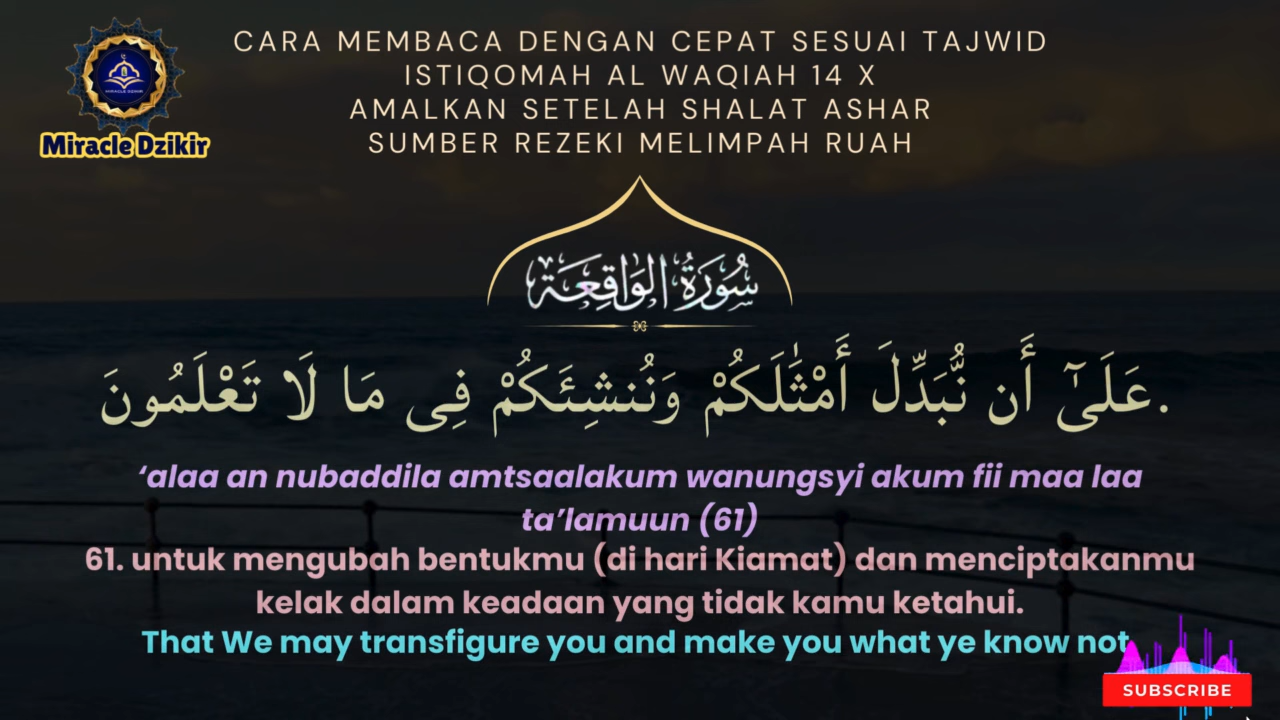 CARA MEMBACA DENGAN CEPAT SESUAI TAJWID
ISTIQOMAH AL WAQIAH 14 X
AMALKAN SETELAH SHALAT ASHAR
SUMBER REZEKI MELIMPAH RUAH
MIRACLE DZIKIR
Miracle Dzikir
سُورَةُ الوَاقِعَة
عَلَىٰٓ أَن نُّبَدِّلَ أَمْثَٰلَكُمْ وَنُنشِئَكُمْ فِى مَا لَا تَعْلَمُونَ.
‘alaa an nubaddila amtsaalakum wanungsyi akum fii maa laa
ta’lamuun (61)
61. untuk mengubah bentukmu (di hari Kiamat) dan menciptakanmu
kelak dalam keadaan yang tidak kamu ketahui.
That We may transfigure you and make you what ye know not
SUBSCRIBE